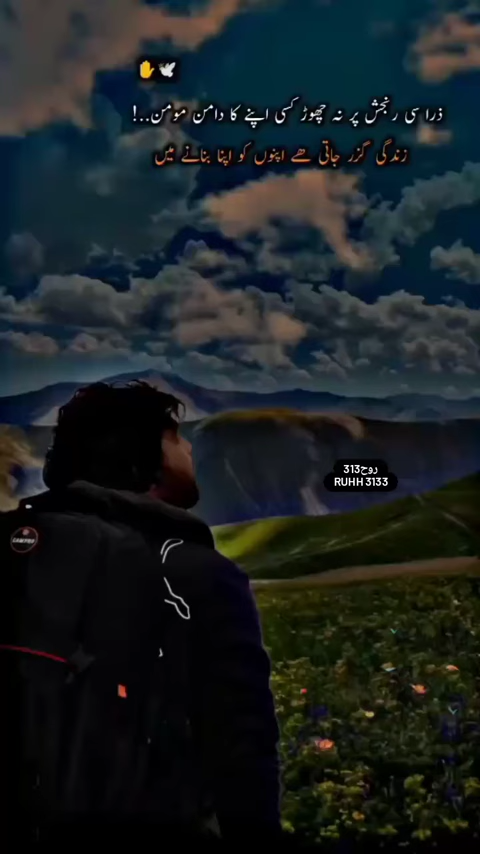 ✋🕊️
ذرا سی رنجش پر نہ چھوڑ کسی اپنے کا دامن مومن..!
زندگی گزر جاتی ھے اپنوں کو اپنا بنانے میں
روح313
RUHH 3133